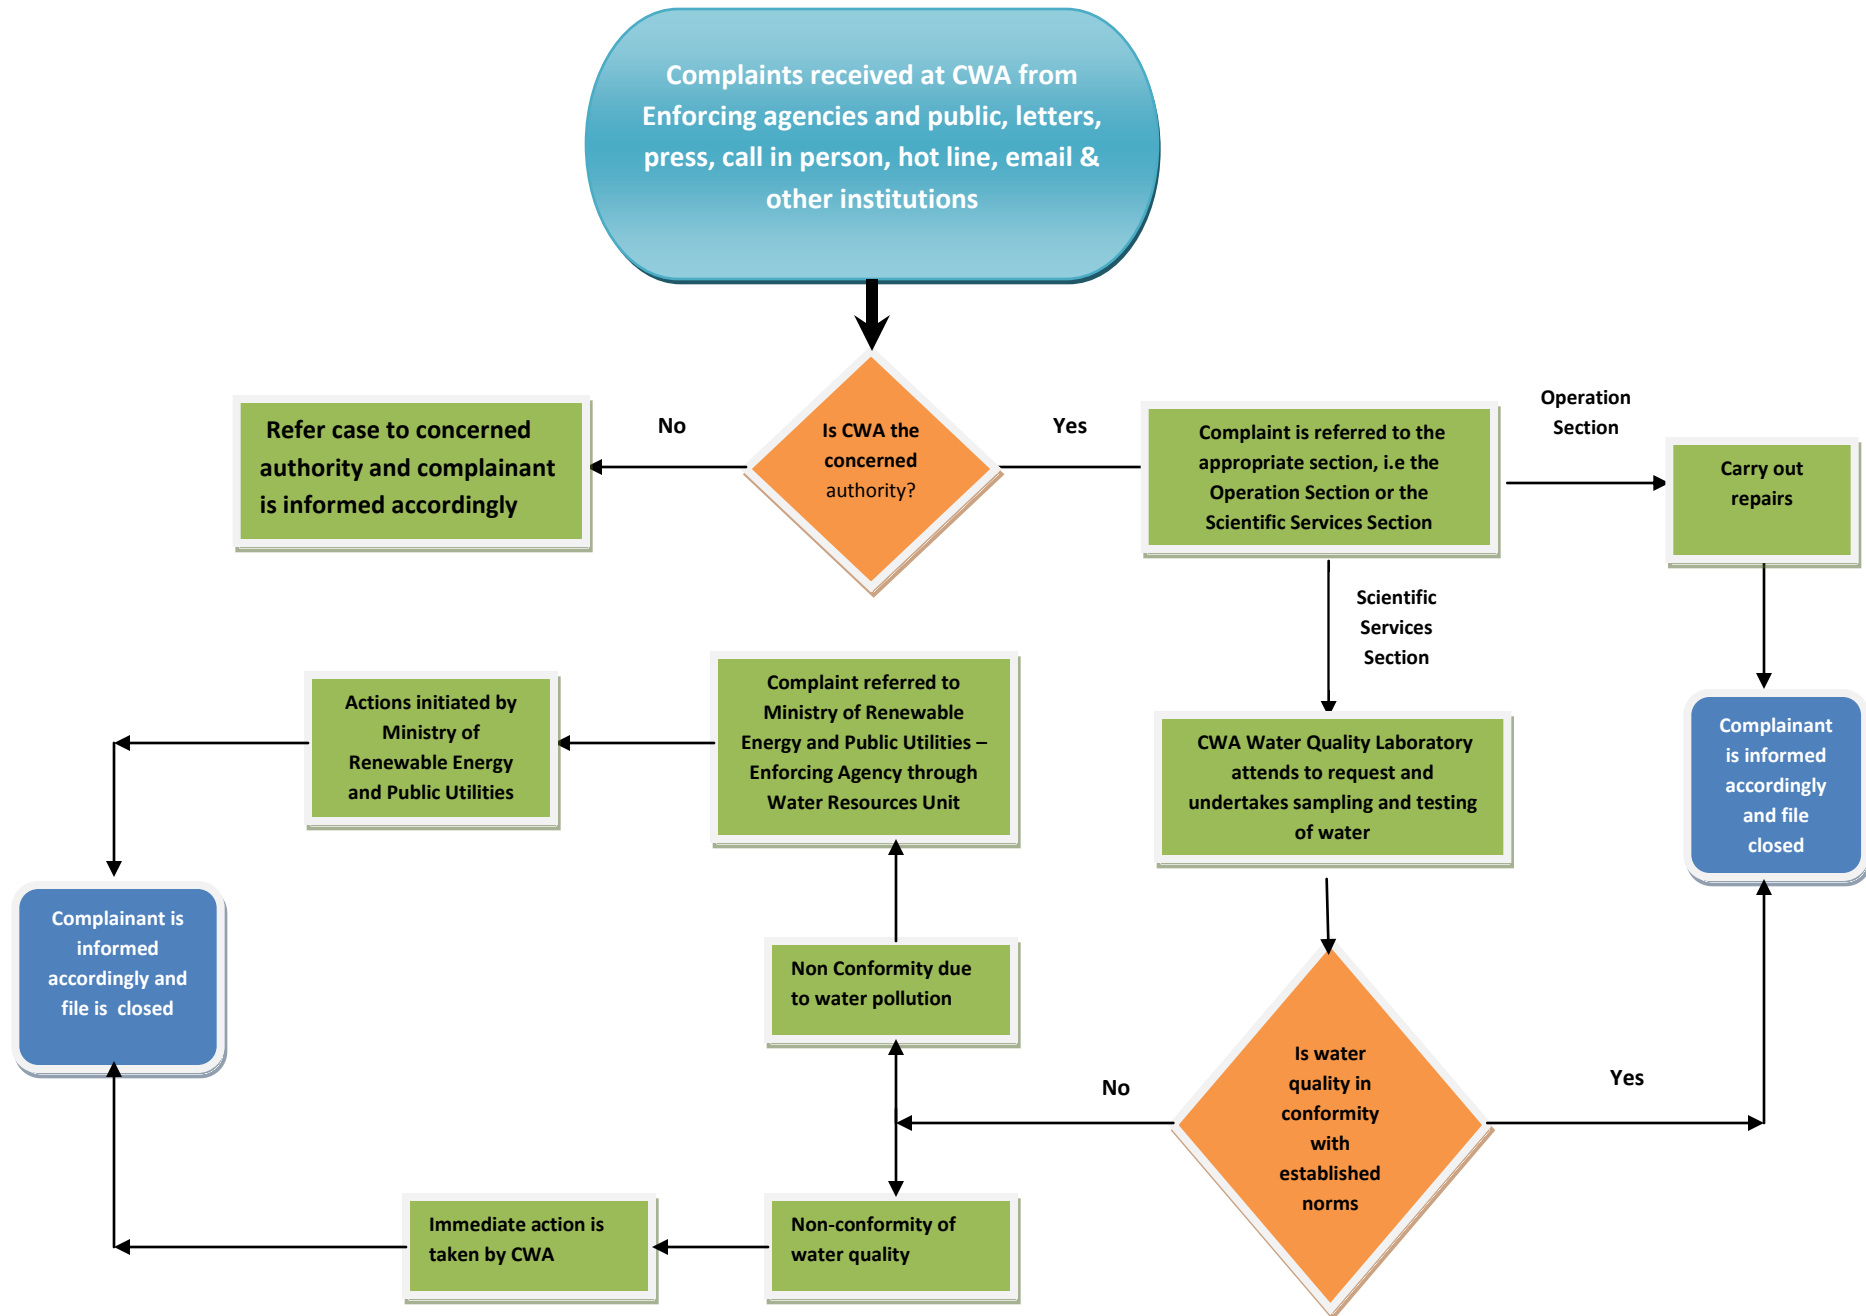 Complaints received at CWA from
Enforcing agencies and public, letters,
press, call in person, hot line, email &
other institutions
No
Yes
Is CWA the
concerned
authority?
Refer case to concerned
authority and complainant
is informed accordingly
Complaint is referred to the
appropriate section, i.e the
Operation Section or the
Scientific Services Section
Operation
Section
Carry out
repairs
Scientific
Services
Section
Actions initiated by
Ministry of
Renewable Energy
and Public Utilities
Complaint referred to
Ministry of Renewable
Energy and Public Utilities –
Enforcing Agency through
Water Resources Unit
CWA Water Quality Laboratory
attends to request and
undertakes sampling and testing
of water
Complainant
is informed
accordingly
and file
closed
Complainant is
informed
accordingly and
file is closed
Non Conformity due
to water pollution
No
Is water
quality in
conformity
with
established
norms
Yes
Immediate action is
taken by CWA
Non-conformity of
water quality